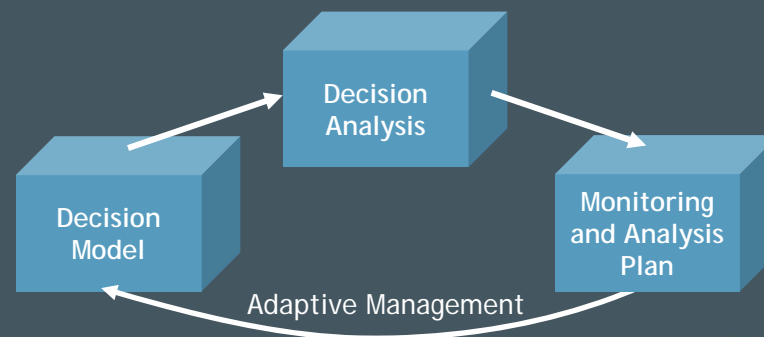 Decision
Analysis
Decision
Model
Monitoring
and Analysis
Plan
Adaptive Management